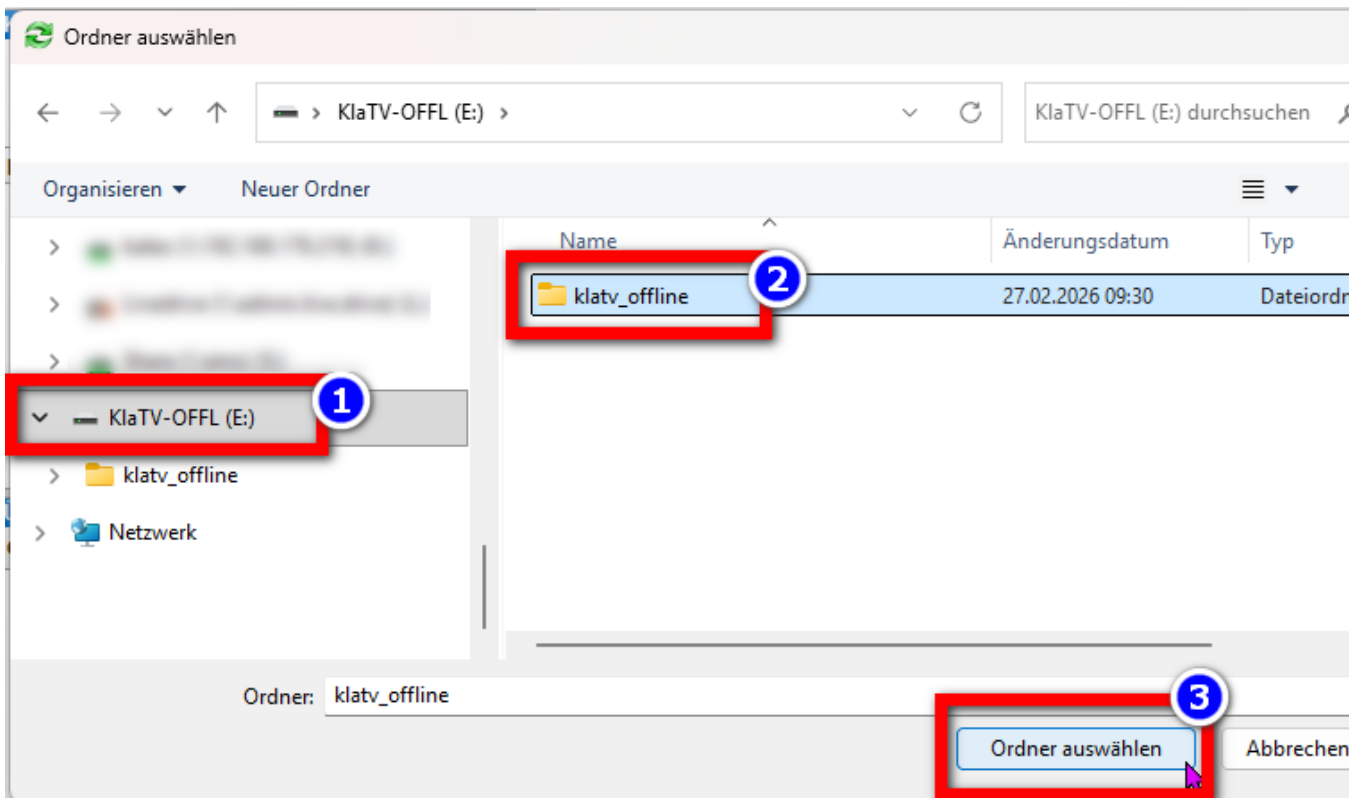 Ordner auswählen
KlaTV-OFFL (E:)
KlaTV-OFFL (E:) durchsuchen
Organisieren
Neuer Ordner
Name
Änderungsdatum
Typ
klatv_offline
2
27.02.2026 09:30
Dateiordn
KlaTV-OFFL (E:)
1
klatv_offline
Netzwerk
Ordner:
klatv_offline
3
Ordner auswählen
Abbrechen